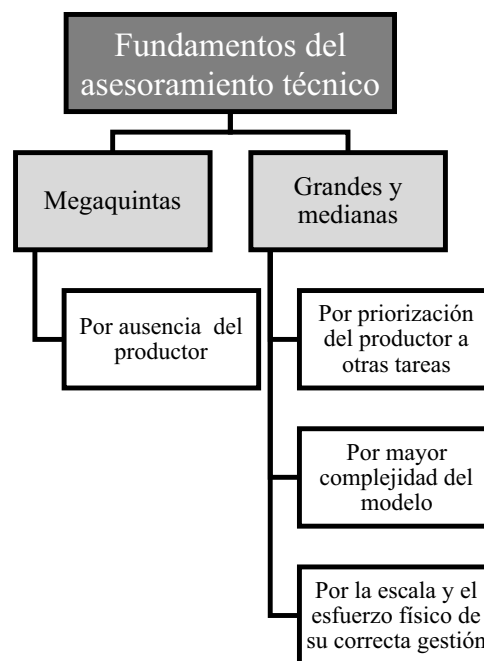 Fundamentos del
asesoramiento técnico
Megaquintas
Por ausencia del
productor
Grandes y
medianas
Por priorización
del productor a
otras tareas
Por mayor
complejidad del
modelo
Por la escala y el
esfuerzo físico de
su correcta gestión